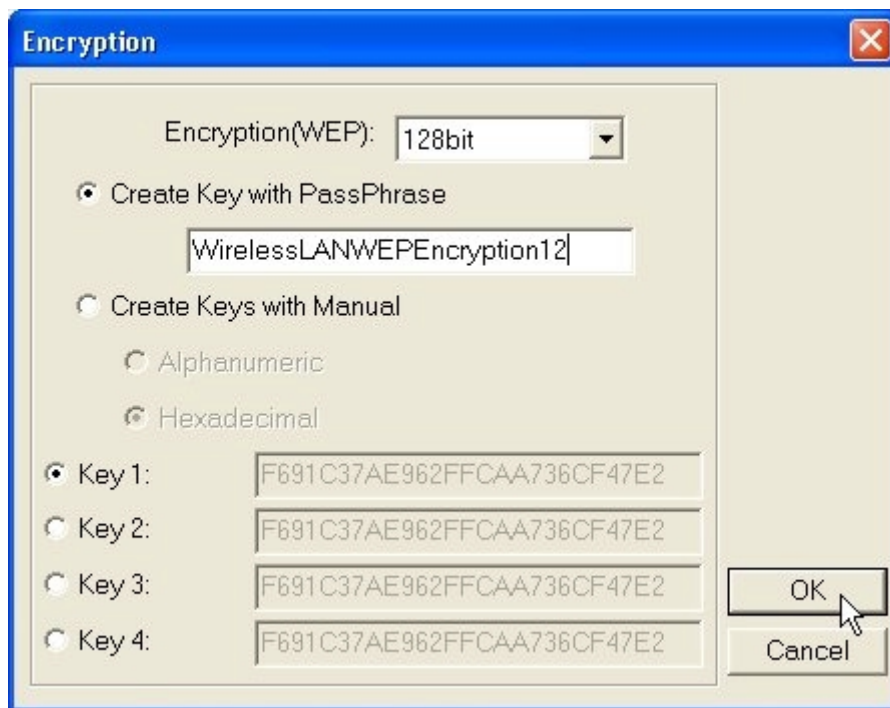 Encryption
Encryption(WEP): 128bit
Create Key with PassPhrase
WirelessLANWEPEncryption12
Create Keys with Manual
Alphanumeric
Hexadecimal
Key 1: F691C37AE962FFCAA736CF47E2
Key 2: F691C37AE962FFCAA736CF47E2
Key 3: F691C37AE962FFCAA736CF47E2
Key 4: F691C37AE962FFCAA736CF47E2
OK
Cancel